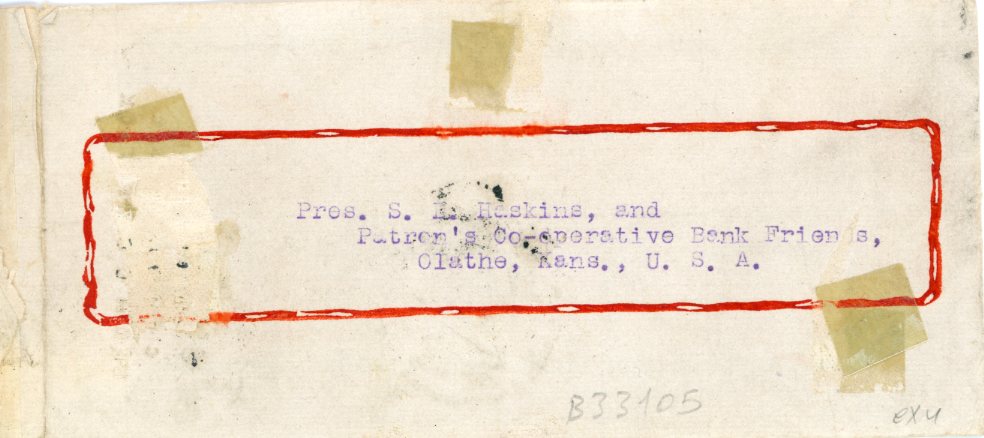 Pres. S. Haskins, and
Patron's Co-operative Bank Friends,
Olathe, Kans., U. S. A.
B33105